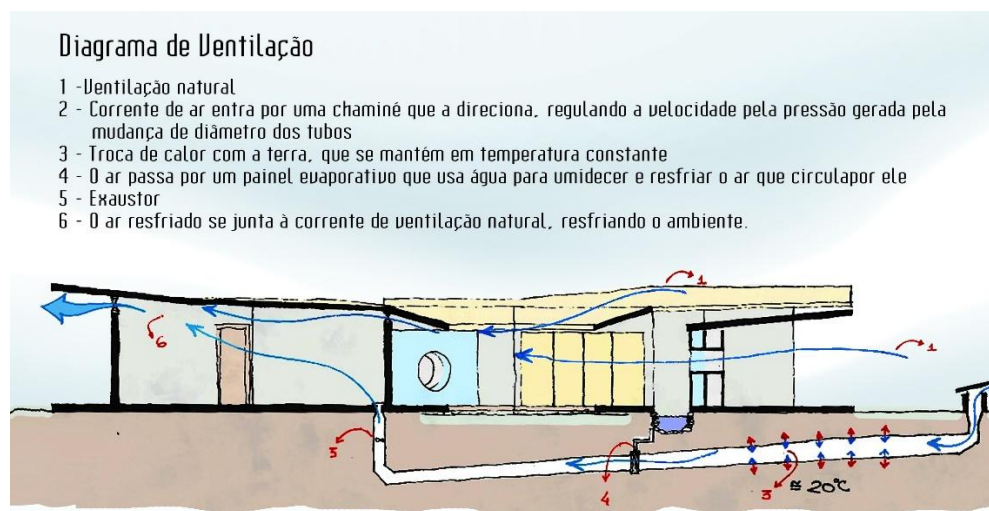 Diagrama de Ventilação
1 -Ventilação natural
2 - Corrente de ar entra por uma chaminé que a direciona, regulando a velocidade pela pressão gerada pela
mudança de diâmetro dos tubos
3 - Troca de calor com a terra, que se mantém em temperatura constante
4 - O ar passa por um painel evaporativo que usa água para umidecer e resfriar o ar que circulapor ele
5 - Exaustor
6 - O ar resfriado se junta à corrente de ventilação natural, resfriando o ambiente.
1
6
1
5
4
3
≅ 20°C